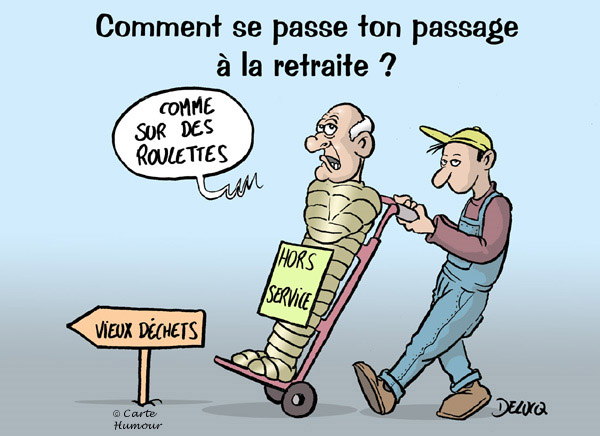 Comment se passe ton passage
à la retraite ?
COMME
SUR DES
ROULETTES
HORS
SERVICE
VIEUX DÉCHETS
© Carte
Humour
DELUCQ